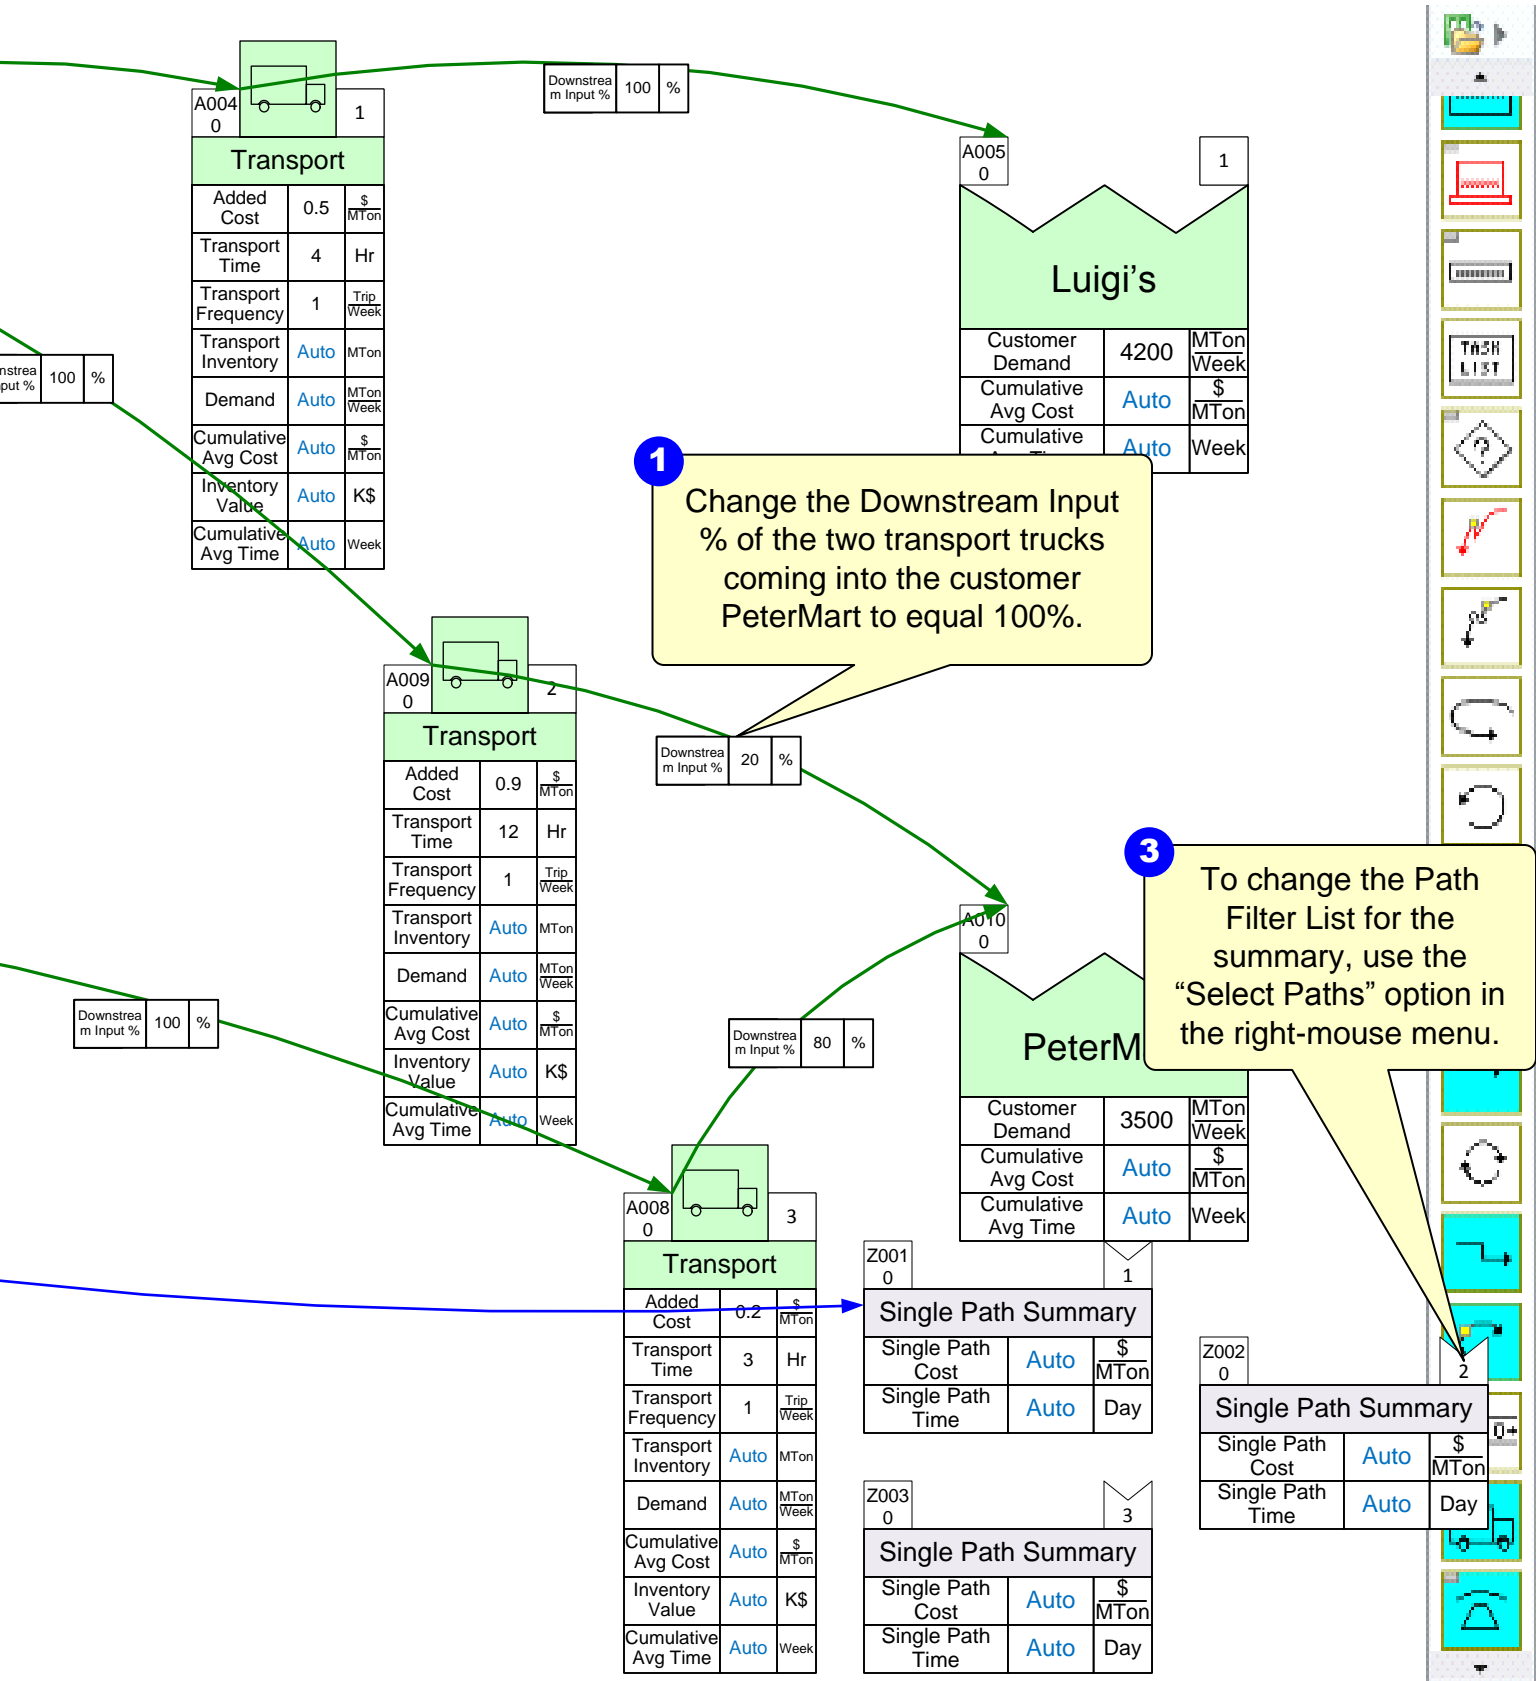 A004
0
1
Transport
Added
Cost
0.5
$
MTon
Transport
Time
4
Hr
Transport
Frequency
1
Trip
Week
Transport
Inventory
Auto
MTon
Demand
Auto
MTon
Week
Cumulative
Avg Cost
Auto
$
MTon
Inventory
Value
Auto
K$
Cumulative
Avg Time
Auto
Week
Downstrea
m Input %
100
%
A005
0
1
Luigi's
Customer
Demand
4200
MTon
Week
Cumulative
Avg Cost
Auto
$
MTon
Cumulative
Auto
Week
100
%
1
Change the Downstream Input
% of the two transport trucks
coming into the customer
PeterMart to equal 100%.
A009
0
2
Transport
Added
Cost
0.9
$
MTon
Transport
Time
12
Hr
Transport
Frequency
1
Trip
Week
Transport
Inventory
Auto
MTon
Demand
Auto
MTon
Week
Cumulative
Avg Cost
Auto
$
MTon
Inventory
Value
Auto
K$
Cumulative
Avg Time
Auto
Week
Downstrea
m Input %
20
%
3
To change the Path
Filter List for the
summary, use the
“Select Paths” option in
the right-mouse menu.
A010
0
PeterM
Customer
Demand
3500
MTon
Week
Cumulative
Avg Cost
Auto
$
MTon
Cumulative
Avg Time
Auto
Week
Downstrea
m Input %
100
%
Downstrea
m Input %
80
%
A008
0
3
Transport
Added
Cost
0.2
$
MTon
Transport
Time
3
Hr
Transport
Frequency
1
Trip
Week
Transport
Inventory
Auto
MTon
Demand
Auto
MTon
Week
Cumulative
Avg Cost
Auto
$
MTon
Inventory
Value
Auto
K$
Cumulative
Avg Time
Auto
Week
Z001
0
1
Single Path Summary
Single Path
Cost
Auto
$
MTon
Single Path
Time
Auto
Day
Z002
0
2
Single Path Summary
Single Path
Cost
Auto
$
MTon
Single Path
Time
Auto
Day
Z003
0
3
Single Path Summary
Single Path
Cost
Auto
$
MTon
Single Path
Time
Auto
Day
TASK
LIST
?
0+